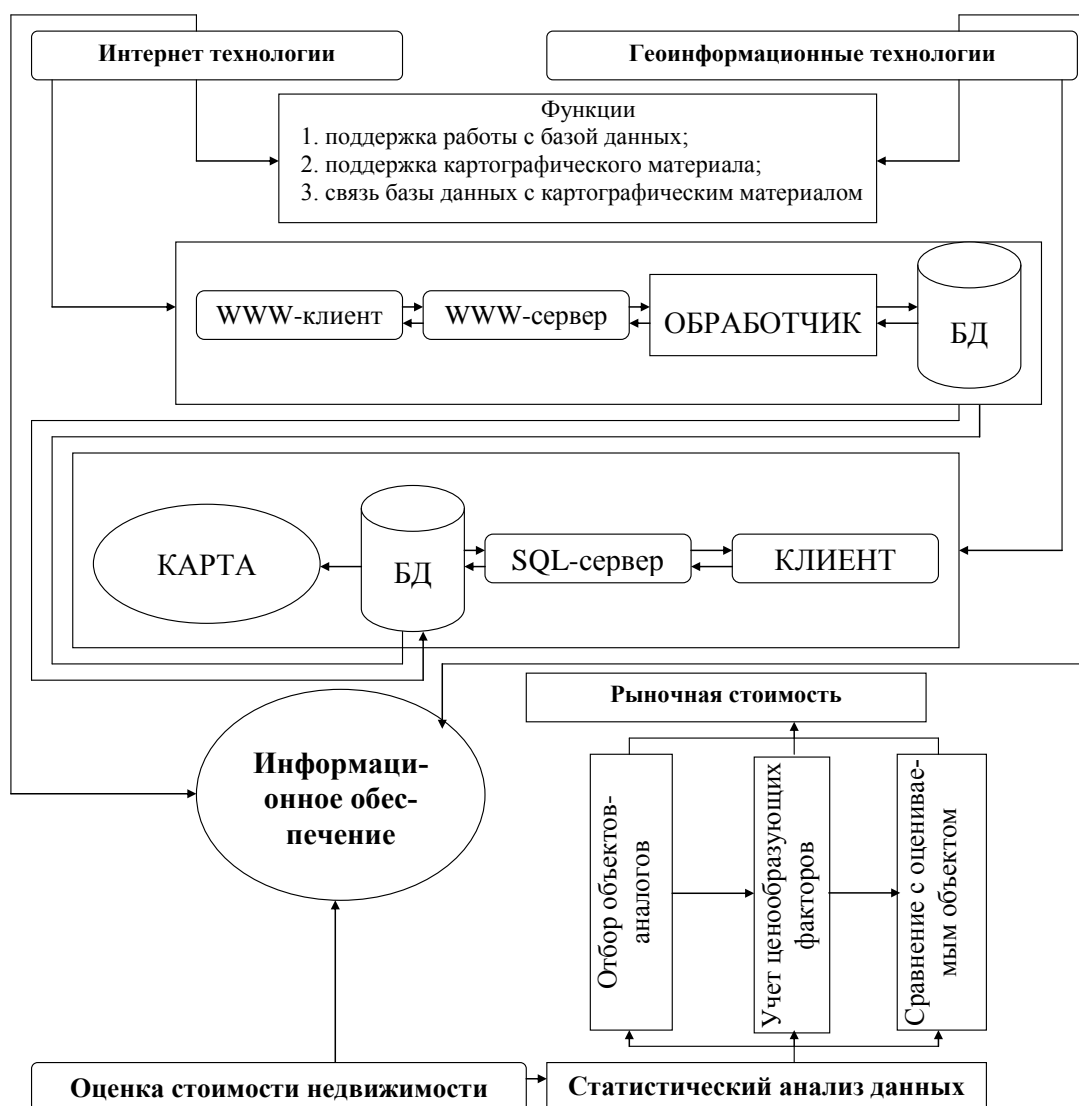 Интернет технологии
Геоинформационные технологии
Функции
1. поддержка работы с базой данных;
2. поддержка картографического материала;
3. связь базы данных с картографическим материалом
WWW-клиент
WWW-сервер
ОБРАБОТЧИК
БД
КАРТА
БД
SQL-сервер
КЛИЕНТ
Рыночная стоимость
Информаци-
онное обес-
печение
Отбор объектов-
аналогов
Учет ценообразующих
факторов
Сравнение с оценивае-
мым объектом
Оценка стоимости недвижимости
Статистический анализ данных